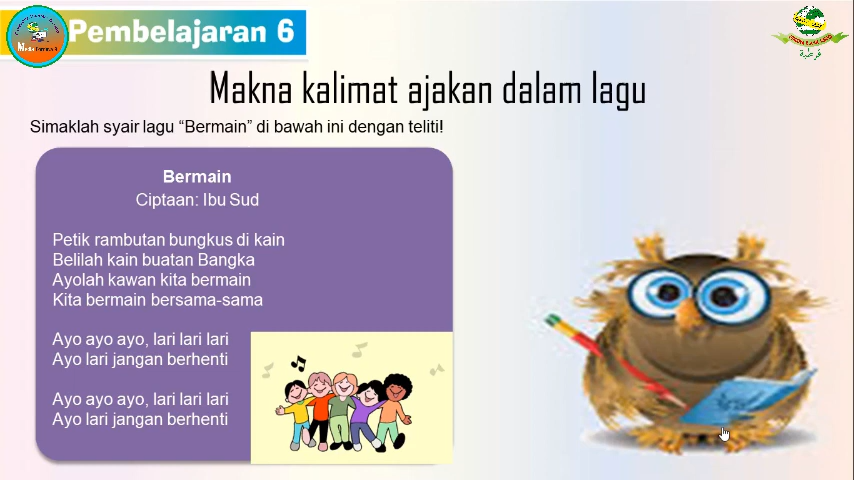 Pembelajaran 6
Makna kalimat ajakan dalam lagu
Simaklah syair lagu “Bermain” di bawah ini dengan teliti!
Bermain
Ciptaan: Ibu Sud
Petik rambutan bungkus di kain
Belilah kain buatan Bangka
Ayolah kawan kita bermain
Kita bermain bersama-sama
Ayo ayo ayo, lari lari lari
Ayo lari jangan berhenti
Ayo ayo ayo, lari lari lari
Ayo lari jangan berhenti